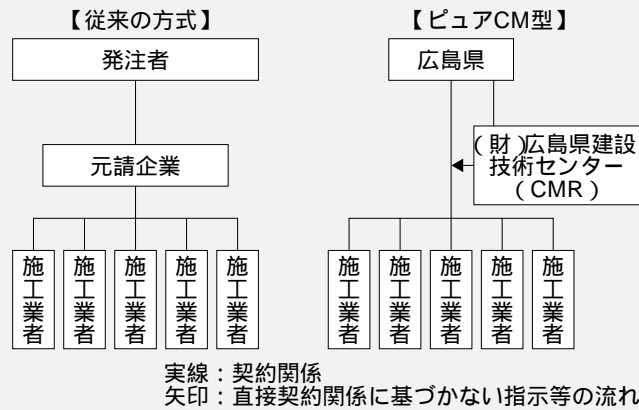 【従来の方式】
発注者
元請企業
施工業者
施工業者
施工業者
施工業者
施工業者
【ピュアCM型】
広島県
(財)広島県建設
技術センター
(CMR)
施工業者
施工業者
施工業者
施工業者
施工業者
実線：契約関係
矢印：直接契約関係に基づかない指示等の流れ